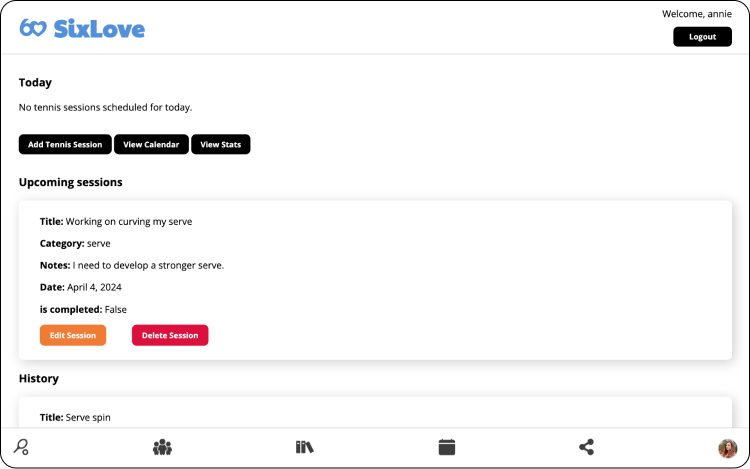 Welcome, annie
SixLove
Logout
Today
No tennis sessions scheduled for today.
Add Tennis Session View Calendar View Stats
Upcoming sessions
Title: Working on curving my serve
Category: serve
Notes: I need to develop a stronger serve.
Date: April 4, 2024
is completed: False
Edit Session Delete Session
History
Title: Serve spin